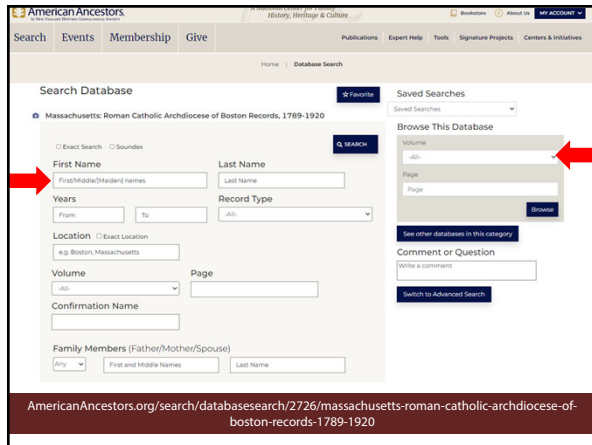 American Ancestors.
by New England Historic Genealogical Society
A National Center for Family
History, Heritage & Culture
Bookstore
About Us
MY ACCOUNT
Search Events Membership Give
Publications Expert Help Tools Signature Projects Centers & Initiatives
Home | Database Search
Search Database
☆ Favorite
Massachusetts: Roman Catholic Archdiocese of Boston Records, 1789-1920
Exact Search Soundex
SEARCH
First Name Last Name
First/Middle/[Maiden] names Last Name
Years Record Type
From To -All-
Location Exact Location
e.g. Boston, Massachusetts
Volume Page
-All-
Confirmation Name
Family Members (Father/Mother/Spouse)
Any First and Middle Names Last Name
Saved Searches
Saved Searches
Browse This Database
Volume
-All-
Page
Page
Browse
See other databases in this category
Comment or Question
Write a comment
Switch to Advanced Search
AmericanAncestors.org/search/databasesearch/2726/massachusetts-roman-catholic-archdiocese-of-
boston-records-1789-1920